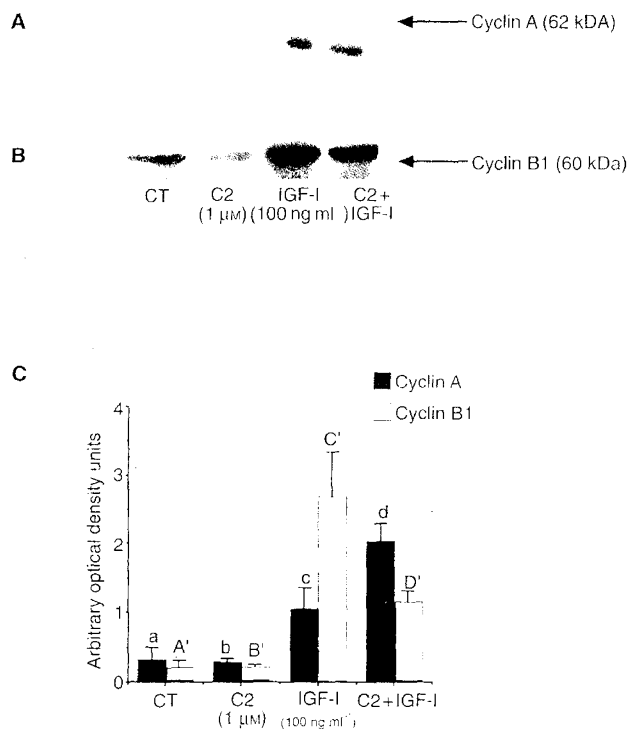 A
Cyclin A (62 kDA)
B
Cyclin B1 (60 kDa)
CT C2 IGF-I C2+
(1 µM) (100 ng ml ) IGF-I
C
Cyclin A
Cyclin B1
Arbitrary optical density units
4
3
2
1
0
a A' b B' c C' d D'
CT C2 IGF-I C2+IGF-I
(1 µM) (100 ng ml⁻¹)